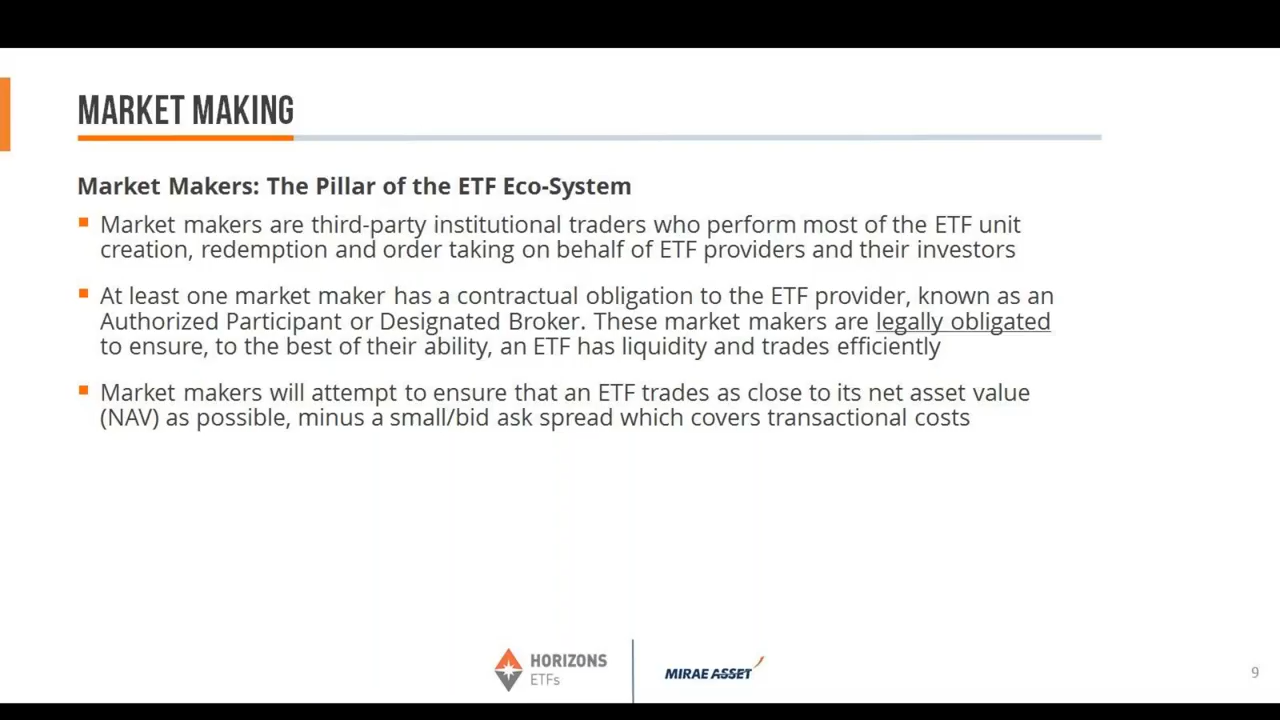 MARKET MAKING
Market Makers: The Pillar of the ETF Eco-System
Market makers are third-party institutional traders who perform most of the ETF unit
creation, redemption and order taking on behalf of ETF providers and their investors
At least one market maker has a contractual obligation to the ETF provider, known as an
Authorized Participant or Designated Broker. These market makers are legally obligated
to ensure, to the best of their ability, an ETF has liquidity and trades efficiently
Market makers will attempt to ensure that an ETF trades as close to its net asset value
(NAV) as possible, minus a small/bid ask spread which covers transactional costs
HORIZONS
ETFs
MIRAE ASSET
9